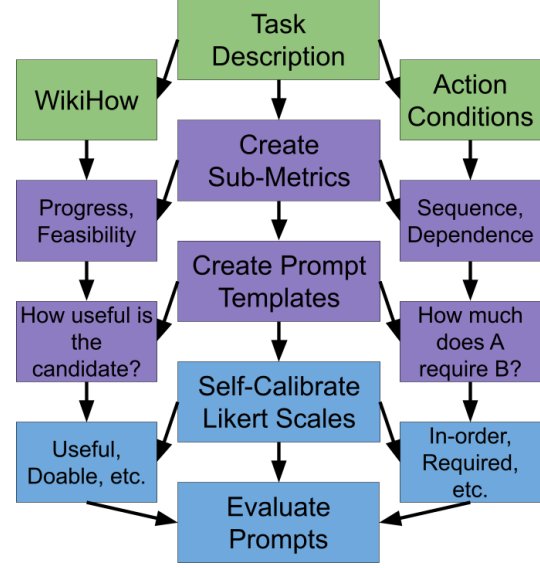 Task
Description
WikiHow
Action
Conditions
Create
Sub-Metrics
Progress,
Feasibility
Sequence,
Dependence
Create Prompt
Templates
How useful is
the
candidate?
How much
does A
require B?
Self-Calibrate
Likert Scales
Useful,
Doable, etc.
In-order,
Required,
etc.
Evaluate
Prompts